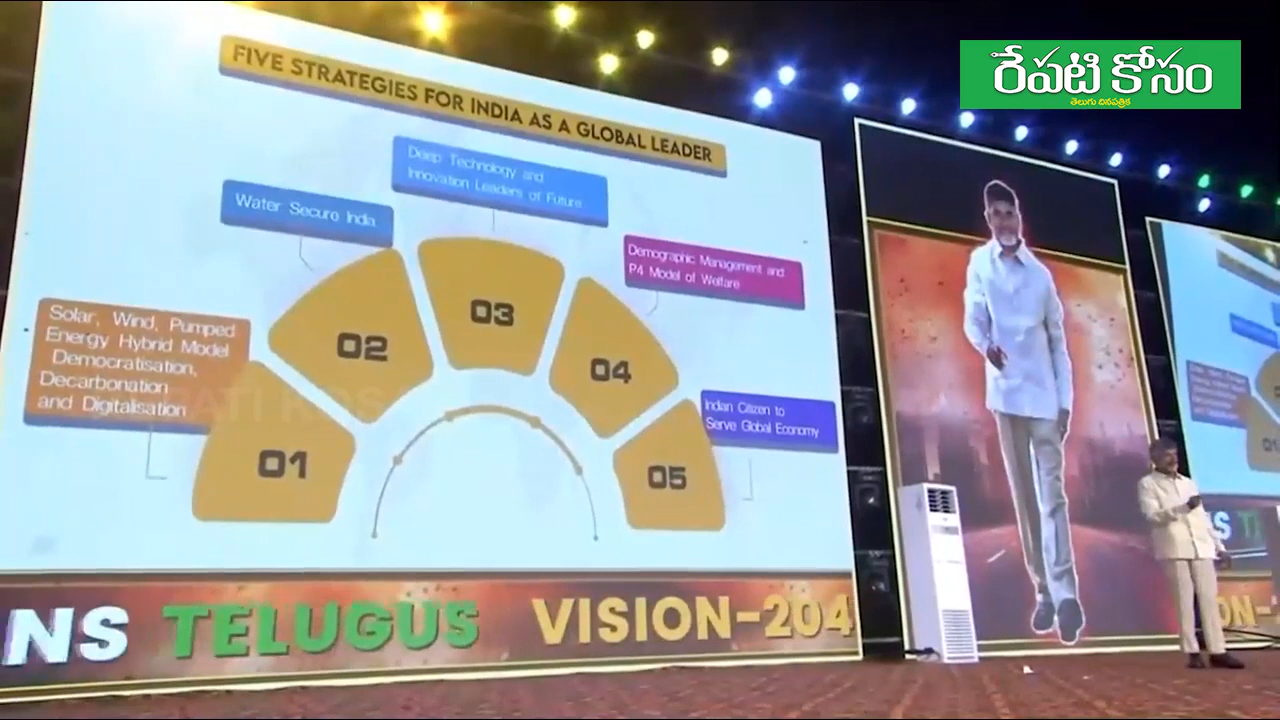 రేపటి కోసం
తెలుగు దినపత్రిక
FIVE STRATEGIES FOR INDIA AS A GLOBAL LEADER
Deep Technology and
Innovation Leaders of Future
Water Secure India
Demographic Management and
P4 Model of Welfare
Solar, Wind, Pumped
Energy Hybrid Model
Democratisation,
Decarbonation
and Digitalisation
Indian Citizen to
Serve Global Economy
01
02
03
04
05
NS TELUGUS VISION-204